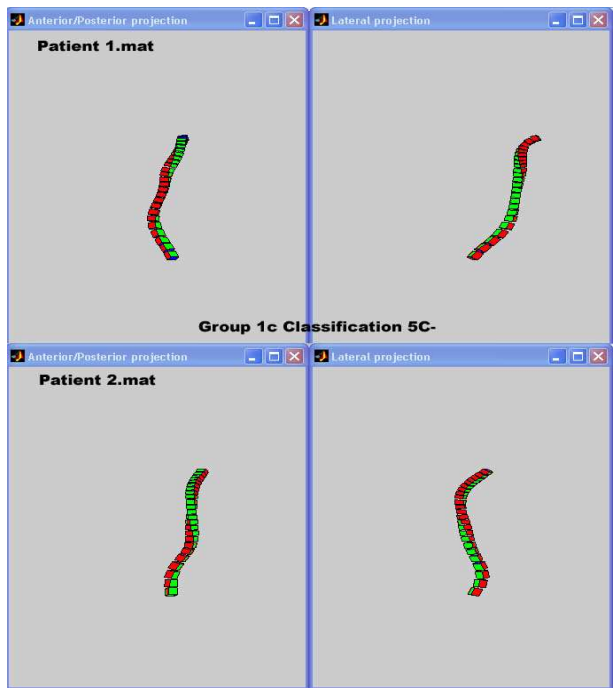 Anterior/Posterior projection
Lateral projection
Patient 1.mat
Group 1c Classification 5C-
Anterior/Posterior projection
Lateral projection
Patient 2.mat